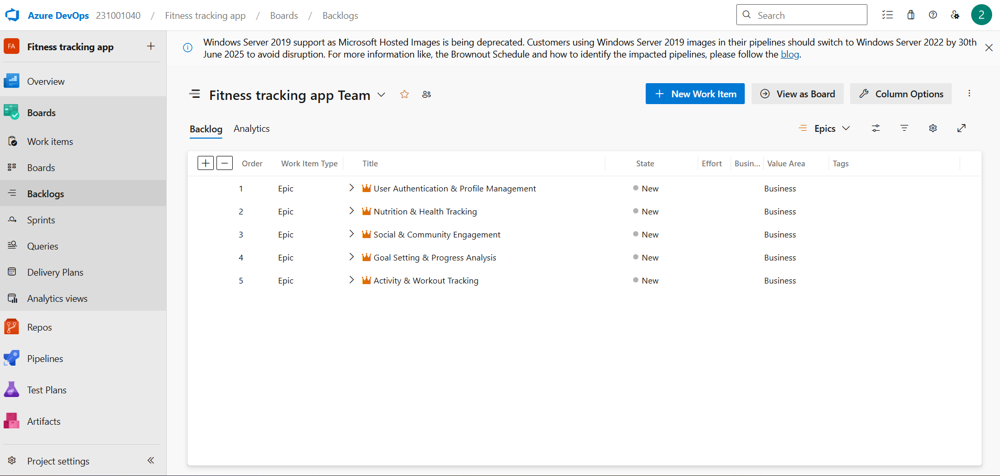 Azure DevOps 231001040 / Fitness tracking app / Boards / Backlogs
Search
2
FA Fitness tracking app
Overview
Boards
Work items
Boards
Backlogs
Sprints
Queries
Delivery Plans
Analytics views
Repos
Pipelines
Test Plans
Artifacts
Project settings
Windows Server 2019 support as Microsoft Hosted Images is being deprecated. Customers using Windows Server 2019 images in their pipelines should switch to Windows Server 2022 by 30th
June 2025 to avoid disruption. For more information like, the Brownout Schedule and how to identify the impacted pipelines, please follow the blog.
Fitness tracking app Team
New Work Item
View as Board
Column Options
Backlog Analytics
Epics
Order Work Item Type Title State Effort Busin... Value Area Tags
1 Epic User Authentication & Profile Management New Business
2 Epic Nutrition & Health Tracking New Business
3 Epic Social & Community Engagement New Business
4 Epic Goal Setting & Progress Analysis New Business
5 Epic Activity & Workout Tracking New Business